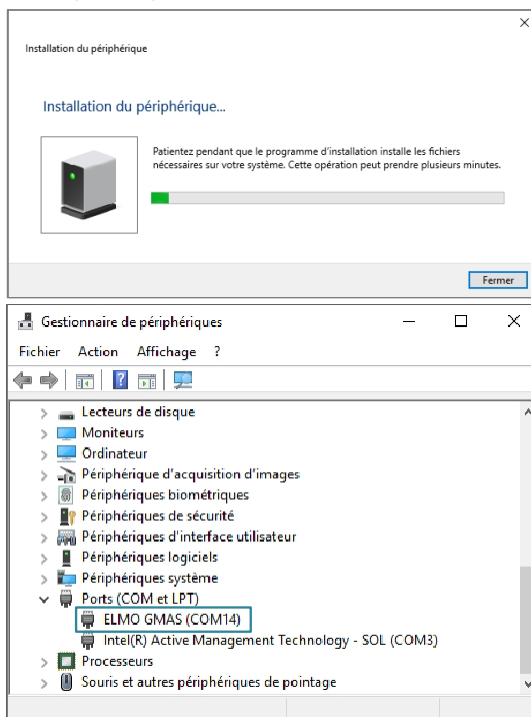 Installation du périphérique
Installation du périphérique...
Patientez pendant que le programme d'installation installe les fichiers
nécessaires sur votre système. Cette opération peut prendre plusieurs minutes.
Fermer
Gestionnaire de périphériques
Fichier Action Affichage ?
Lecteurs de disque
Moniteurs
Ordinateur
Périphérique d'acquisition d'images
Périphériques biométriques
Périphériques de sécurité
Périphériques d'interface utilisateur
Périphériques logiciels
Périphériques système
Ports (COM et LPT)
ELMO GMAS (COM14)
Intel(R) Active Management Technology - SOL (COM3)
Processeurs
Souris et autres périphériques de pointage